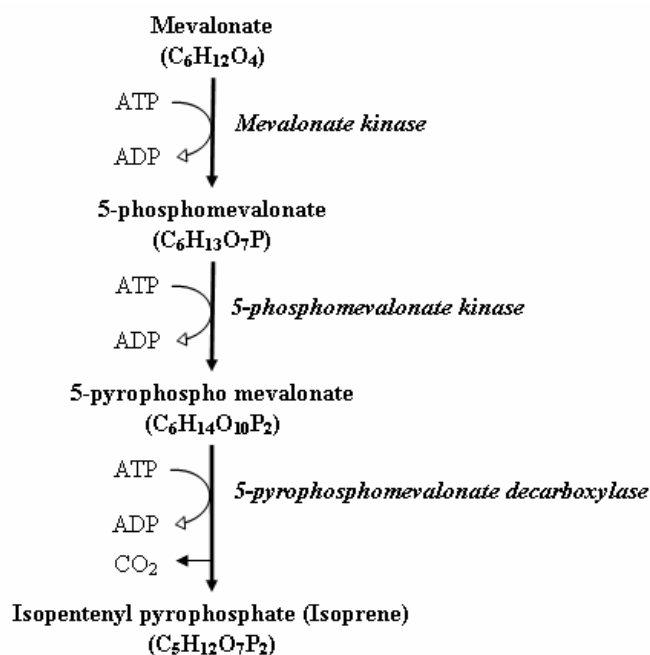 Mevalonate
(C₆H₁₂O₄)
ATP
Mevalonate kinase
ADP
5-phosphomevalonate
(C₆H₁₃O₇P)
ATP
5-phosphomevalonate kinase
ADP
5-pyrophospho mevalonate
(C₆H₁₄O₁₀P₂)
ATP
5-pyrophosphomevalonate decarboxylase
ADP
CO₂
Isopentenyl pyrophosphate (Isoprene)
(C₅H₁₂O₇P₂)